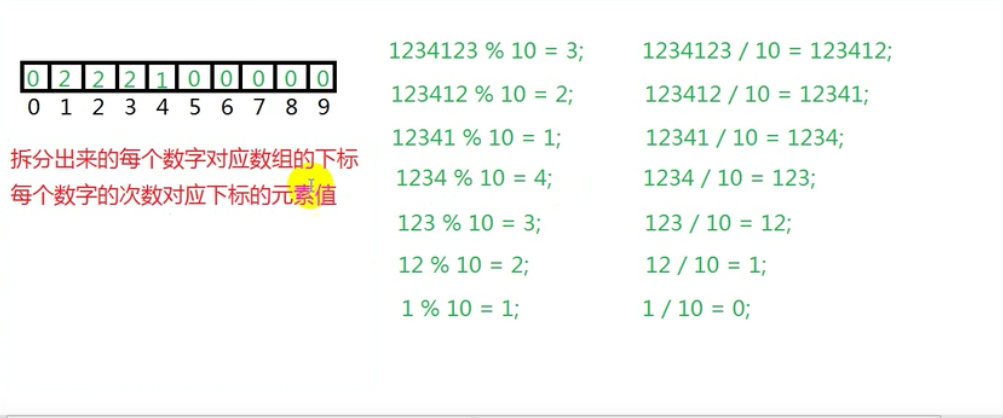 0 2 2 2 1 0 0 0 0 0
0 1 2 3 4 5 6 7 8 9
拆分出来的每个数字对应数组的下标
每个数字的次数对应下标的元素值
1234123 % 10 = 3;
123412 % 10 = 2;
12341 % 10 = 1;
1234 % 10 = 4;
123 % 10 = 3;
12 % 10 = 2;
1 % 10 = 1;
1234123 / 10 = 123412;
123412 / 10 = 12341;
12341 / 10 = 1234;
1234 / 10 = 123;
123 / 10 = 12;
12 / 10 = 1;
1 / 10 = 0;